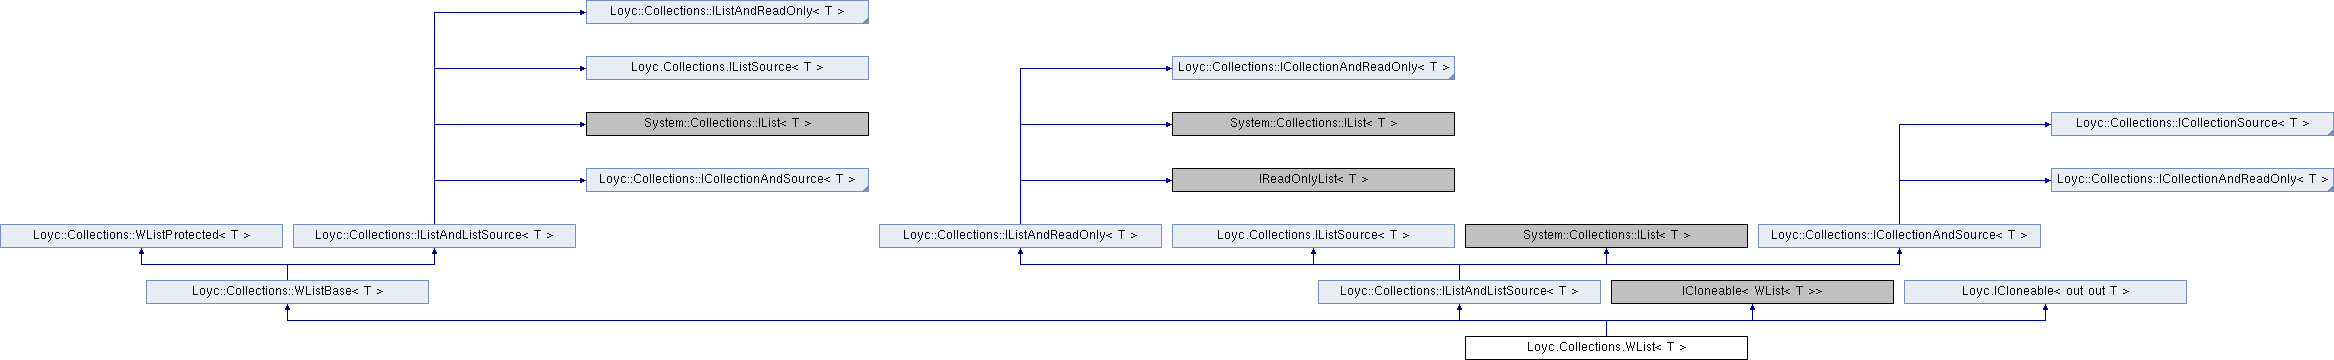 Loyc::Collections::IListAndReadOnly< T >
Loyc.Collections.IListSource< T >
Loyc::Collections::ICollectionAndReadOnly< T >
System::Collections::IList< T >
System::Collections::IList< T >
Loyc::Collections::ICollectionSource< T >
Loyc::Collections::ICollectionAndSource< T >
IReadOnlyList< T >
Loyc::Collections::ICollectionAndReadOnly< T >
Loyc::Collections::WListProtected< T >
Loyc::Collections::IListAndListSource< T >
Loyc::Collections::IListAndReadOnly< T >
Loyc.Collections.IListSource< T >
System::Collections::IList< T >
Loyc::Collections::ICollectionAndSource< T >
Loyc::Collections::WListBase< T >
Loyc::Collections::IListAndListSource< T >
ICloneable< WList< T >>
Loyc.ICloneable< out out T >
Loyc.Collections.WList< T >